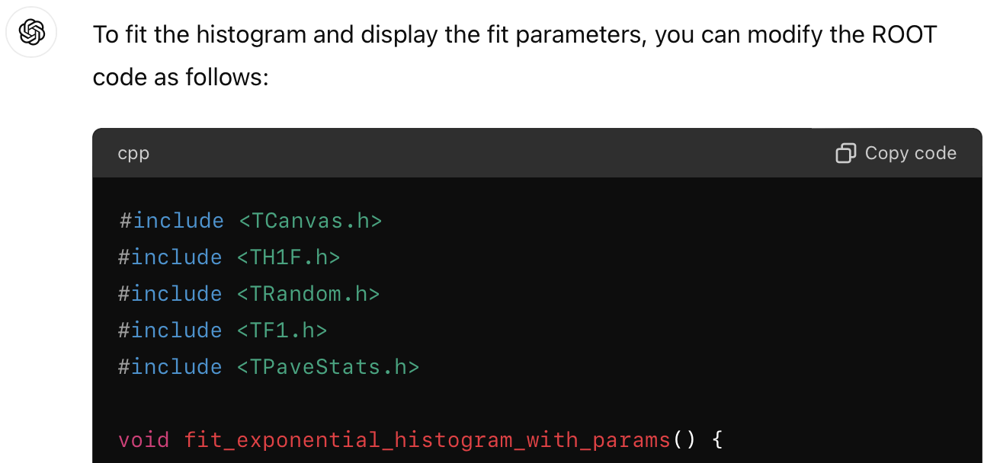 To fit the histogram and display the fit parameters, you can modify the ROOT
code as follows:
cpp
Copy code
#include <TCanvas.h>
#include <TH1F.h>
#include <TRandom.h>
#include <TF1.h>
#include <TPaveStats.h>
void fit_exponential_histogram_with_params() {